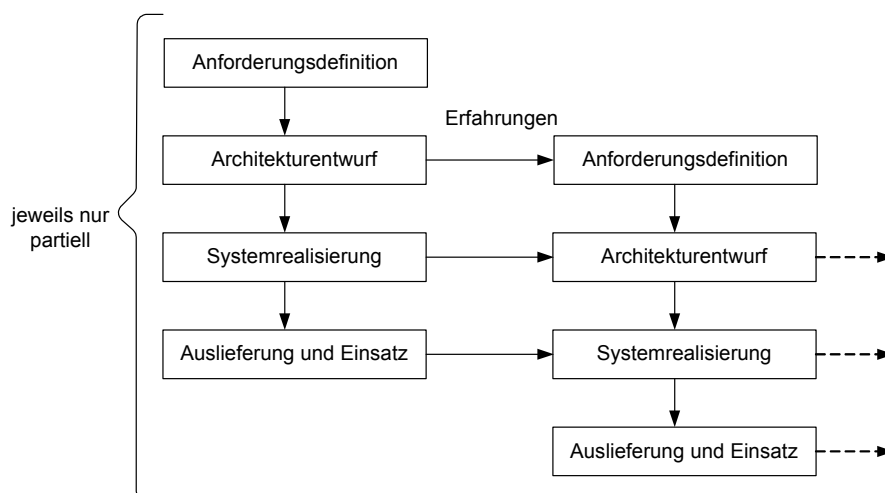 Anforderungsdefinition
Erfahrungen
Architekturentwurf
Anforderungsdefinition
jeweils nur
partiell
Systemrealisierung
Architekturentwurf
Auslieferung und Einsatz
Systemrealisierung
Auslieferung und Einsatz